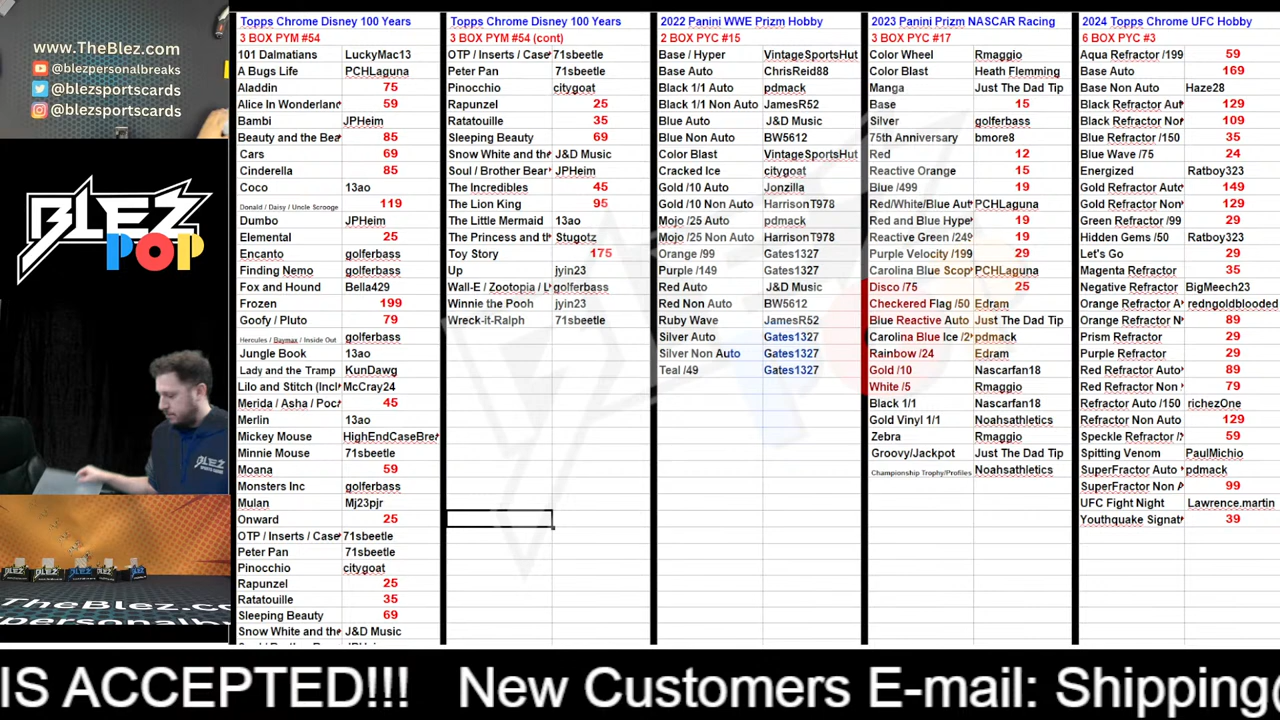 www.TheBlez.com
@blezpersonalbreaks
@blezsportscards
@blezsportscards
BLEZ
POP
BLEZ
TheBlez.co
Topps Chrome Disney 100 Years
3 BOX PYM #54
101 Dalmatians LuckyMac13
A Bugs Life PCHLaguna
Aladdin 75
Alice In Wonderland 59
Bambi JPHeim
Beauty and the Bea 85
Cars 69
Cinderella 85
Coco 13ao
Donald / Daisy / Uncle Scrooge 119
Dumbo JPHeim
Elemental 25
Encanto golferbass
Finding Nemo golferbass
Fox and Hound Bella429
Frozen 199
Goofy / Pluto 79
Hercules / Baymax / Inside Out golferbass
Jungle Book 13ao
Lady and the Tramp KunDawg
Lilo and Stitch (Incl McCray24
Merida / Asha / Poc 45
Merlin 13ao
Mickey Mouse HighEndCaseBre
Minnie Mouse 71sbeetle
Moana 59
Monsters Inc golferbass
Mulan Mj23pjr
Onward 25
OTP / Inserts / Case 71sbeetle
Peter Pan 71sbeetle
Pinocchio citygoat
Rapunzel 25
Ratatouille 35
Sleeping Beauty 69
Snow White and the J&D Music
Topps Chrome Disney 100 Years
3 BOX PYM #54 (cont)
OTP / Inserts / Case 71sbeetle
Peter Pan 71sbeetle
Pinocchio citygoat
Rapunzel 25
Ratatouille 35
Sleeping Beauty 69
Snow White and the J&D Music
Soul / Brother Bear JPHeim
The Incredibles 45
The Lion King 95
The Little Mermaid 13ao
The Princess and th Stugotz
Toy Story 175
Up jyin23
Wall-E / Zootopia / L golferbass
Winnie the Pooh jyin23
Wreck-it-Ralph 71sbeetle
2022 Panini WWE Prizm Hobby
2 BOX PYC #15
Base / Hyper VintageSportsHut
Base Auto ChrisReid88
Black 1/1 Auto pdmack
Black 1/1 Non Auto JamesR52
Blue Auto J&D Music
Blue Non Auto BW5612
Color Blast VintageSportsHut
Cracked Ice citygoat
Gold /10 Auto Jonzilla
Gold /10 Non Auto HarrisonT978
Mojo /25 Auto pdmack
Mojo /25 Non Auto HarrisonT978
Orange /99 Gates1327
Purple /149 Gates1327
Red Auto J&D Music
Red Non Auto BW5612
Ruby Wave JamesR52
Silver Auto Gates1327
Silver Non Auto Gates1327
Teal /49 Gates1327
2023 Panini Prizm NASCAR Racing
3 BOX PYC #17
Color Wheel Rmaggio
Color Blast Heath Flemming
Manga Just The Dad Tip
Base 15
Silver golferbass
75th Anniversary bmore8
Red 12
Reactive Orange 15
Blue /499 19
Red/White/Blue Aut PCHLaguna
Red and Blue Hype 19
Reactive Green /249 19
Purple Velocity /199 29
Carolina Blue Scop PCHLaguna
Disco /75 25
Checkered Flag /50 Edram
Blue Reactive Auto Just The Dad Tip
Carolina Blue Ice /2 pdmack
Rainbow /24 Edram
Gold /10 Nascarfan18
White /5 Rmaggio
Black 1/1 Nascarfan18
Gold Vinyl 1/1 Noahsathletics
Zebra Rmaggio
Groovy/Jackpot Just The Dad Tip
Championship Trophy/Profiles Noahsathletics
2024 Topps Chrome UFC Hobby
6 BOX PYC #3
Aqua Refractor /199 59
Base Auto 169
Base Non Auto Haze28
Black Refractor Aut 129
Black Refractor Non 109
Blue Refractor /150 35
Blue Wave /75 24
Energized Ratboy323
Gold Refractor Auto 149
Gold Refractor Non 129
Green Refractor /99 29
Hidden Gems /50 Ratboy323
Let's Go 29
Magenta Refractor 35
Negative Refractor BigMeech23
Orange Refractor A redngoldblooded
Orange Refractor N 89
Prism Refractor 29
Purple Refractor 29
Red Refractor Auto 89
Red Refractor Non 79
Refractor Auto /150 richezOne
Refractor Non Auto 129
Speckle Refractor / 59
Spitting Venom PaulMichio
SuperFractor Auto pdmack
SuperFractor Non A 99
UFC Fight Night Lawrence.martin
Youthquake Signat 39
IS ACCEPTED!!! New Customers E-mail: Shipping@